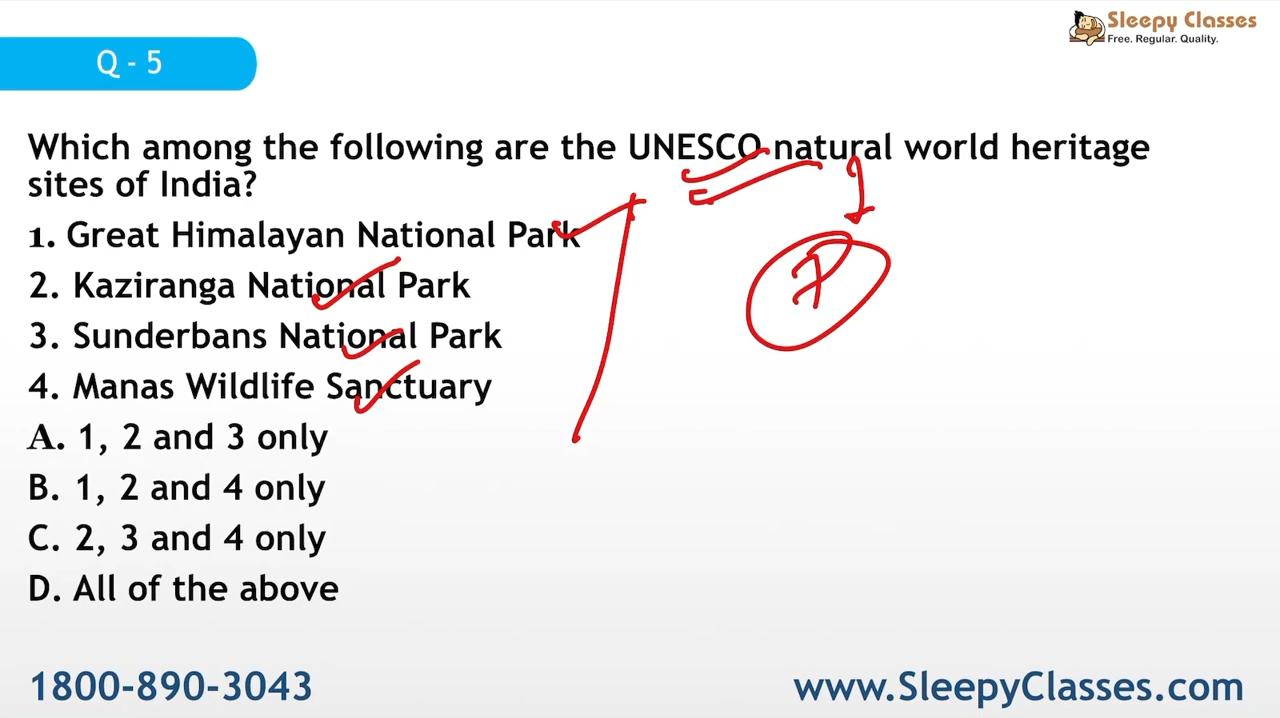 Sleepy Classes
Free. Regular. Quality.
Q - 5
Which among the following are the UNESCO natural world heritage
sites of India?
1. Great Himalayan National Park
2. Kaziranga National Park
3. Sunderbans National Park
4. Manas Wildlife Sanctuary
A. 1, 2 and 3 only
B. 1, 2 and 4 only
C. 2, 3 and 4 only
D. All of the above
7
1800-890-3043
www.SleepyClasses.com